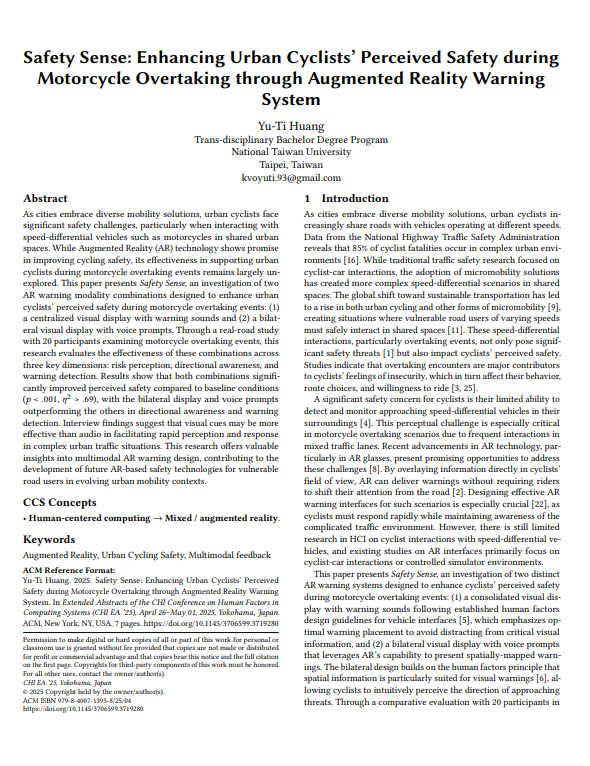 Safety Sense: Enhancing Urban Cyclists' Perceived Safety during
Motorcycle Overtaking through Augmented Reality Warning
System
Yu-Ti Huang
Trans-disciplinary Bachelor Degree Program
National Taiwan University
Taipei, Taiwan
kvoyuti.93@gmail.com
Abstract
As cities embrace diverse mobility solutions, urban cyclists face
significant safety challenges, particularly when interacting with
speed-differential vehicles such as motorcycles in shared urban
spaces. While Augmented Reality (AR) technology shows promise
in improving cycling safety, its effectiveness in supporting urban
cyclists during motorcycle overtaking events remains largely un-
explored. This paper presents Safety Sense, an investigation of two
AR warning modality combinations designed to enhance urban
cyclists' perceived safety during motorcycle overtaking events: (1)
a centralized visual display with warning sounds and (2) a bilat-
eral visual display with voice prompts. Through a real-road study
with 20 participants examining motorcycle overtaking events, this
research evaluates the effectiveness of these combinations across
three key dimensions: risk perception, directional awareness, and
warning detection. Results show that both combinations signifi-
cantly improved perceived safety compared to baseline conditions
(p < .001, η² > .69), with the bilateral display and voice prompts
outperforming the others in directional awareness and warning
detection. Interview findings suggest that visual cues may be more
effective than audio in facilitating rapid perception and response
in complex urban traffic situations. This research offers valuable
insights into multimodal AR warning design, contributing to the
development of future AR-based safety technologies for vulnerable
road users in evolving urban mobility contexts.
CCS Concepts
• Human-centered computing → Mixed / augmented reality.
Keywords
Augmented Reality, Urban Cycling Safety, Multimodal feedback
ACM Reference Format:
Yu-Ti Huang. 2025. Safety Sense: Enhancing Urban Cyclists' Perceived
Safety during Motorcycle Overtaking through Augmented Reality Warning
System. In Extended Abstracts of the CHI Conference on Human Factors in
Computing Systems (CHI EA '25), April 26–May 01, 2025, Yokohama, Japan.
ACM, New York, NY, USA, 7 pages. https://doi.org/10.1145/3706599.3719280
Permission to make digital or hard copies of all or part of this work for personal or
classroom use is granted without fee provided that copies are not made or distributed
for profit or commercial advantage and that copies bear this notice and the full citation
on the first page. Copyrights for third-party components of this work must be honored.
For all other uses, contact the owner/author(s).
CHI EA '25, Yokohama, Japan
© 2025 Copyright held by the owner/author(s).
ACM ISBN 979-8-4007-1395-8/25/04
https://doi.org/10.1145/3706599.3719280
1 Introduction
As cities embrace diverse mobility solutions, urban cyclists in-
creasingly share roads with vehicles operating at different speeds.
Data from the National Highway Traffic Safety Administration
reveals that 85% of cyclist fatalities occur in complex urban envi-
ronments [16]. While traditional traffic safety research focused on
cyclist-car interactions, the adoption of micromobility solutions
has created more complex speed-differential scenarios in shared
spaces. The global shift toward sustainable transportation has led
to a rise in both urban cycling and other forms of micromobility [9],
creating situations where vulnerable road users of varying speeds
must safely interact in shared spaces [11]. These speed-differential
interactions, particularly overtaking events, not only pose signif-
icant safety threats [1] but also impact cyclists' perceived safety.
Studies indicate that overtaking encounters are major contributors
to cyclists' feelings of insecurity, which in turn affect their behavior,
route choices, and willingness to ride [3, 25].
A significant safety concern for cyclists is their limited ability to
detect and monitor approaching speed-differential vehicles in their
surroundings [4]. This perceptual challenge is especially critical
in motorcycle overtaking scenarios due to frequent interactions in
mixed traffic lanes. Recent advancements in AR technology, par-
ticularly in AR glasses, present promising opportunities to address
these challenges [8]. By overlaying information directly in cyclists'
field of view, AR can deliver warnings without requiring riders
to shift their attention from the road [2]. Designing effective AR
warning interfaces for such scenarios is especially crucial [22], as
cyclists must respond rapidly while maintaining awareness of the
complicated traffic environment. However, there is still limited
research in HCI on cyclist interactions with speed-differential ve-
hicles, and existing studies on AR interfaces primarily focus on
cyclist-car interactions or controlled simulator environments.
This paper presents Safety Sense, an investigation of two distinct
AR warning systems designed to enhance cyclists' perceived safety
during motorcycle overtaking events: (1) a consolidated visual dis-
play with warning sounds following established human factors
design guidelines for vehicle interfaces [5], which emphasizes op-
timal warning placement to avoid distracting from critical visual
information, and (2) a bilateral visual display with voice prompts
that leverages AR's capability to present spatially-mapped warn-
ings. The bilateral design builds on the human factors principle that
spatial information is particularly suited for visual warnings [6], al-
lowing cyclists to intuitively perceive the direction of approaching
threats. Through a comparative evaluation with 20 participants in